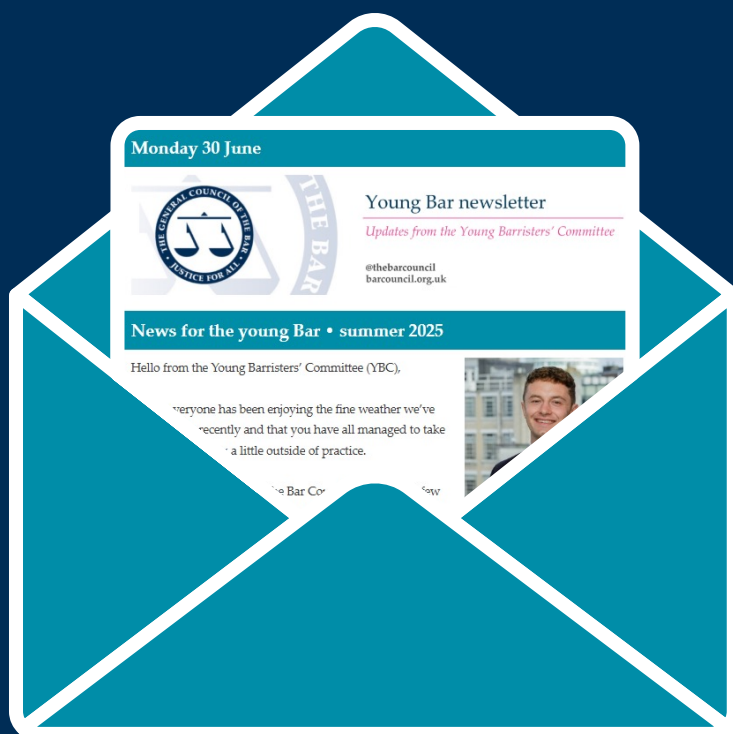 Monday 30 June
THE GENERAL COUNCIL OF THE BAR
• JUSTICE FOR ALL •
THE BAR
Young Bar newsletter
Updates from the Young Barristers' Committee
@thebarcouncil
barcouncil.org.uk
News for the young Bar • summer 2025
Hello from the Young Barristers' Committee (YBC),
has been enjoying the fine weather we've
recently and that you have all managed to take
a little outside of practice.
Bar
few